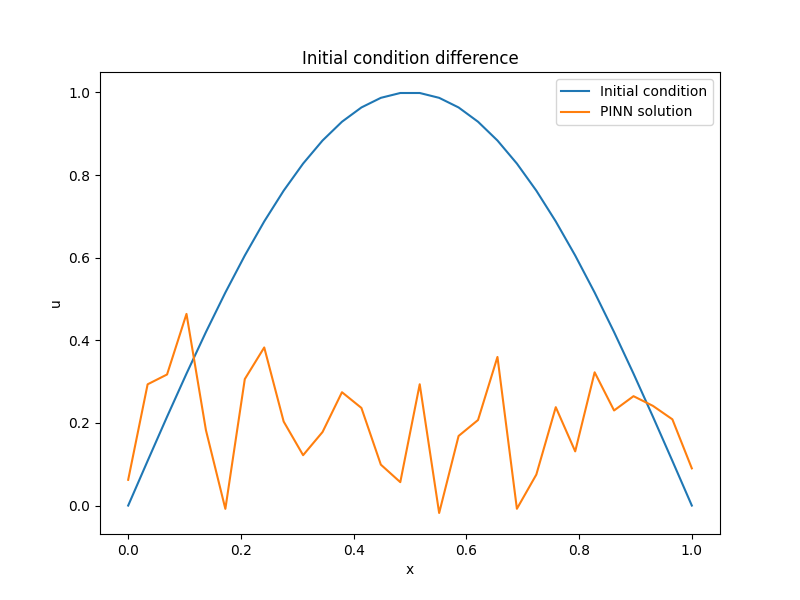 Initial condition difference
Initial condition
PINN solution
1.0
0.8
0.6
0.4
0.2
0.0
u
0.0 0.2 0.4 0.6 0.8 1.0
x